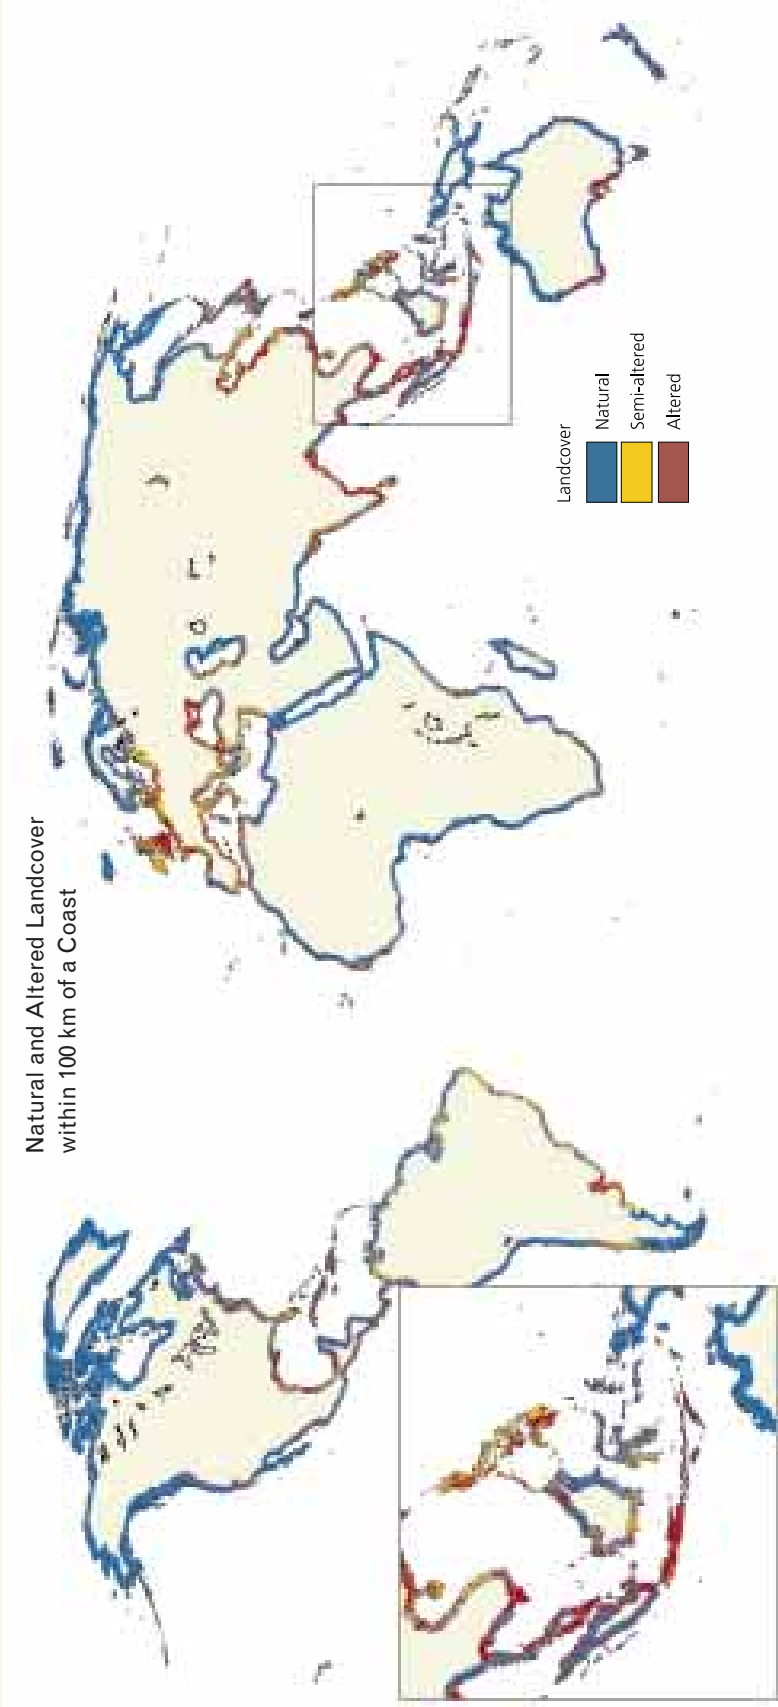 Natural and Altered Landcover
within 100 km of a Coast
Landcover
Natural
Semi-altered
Altered